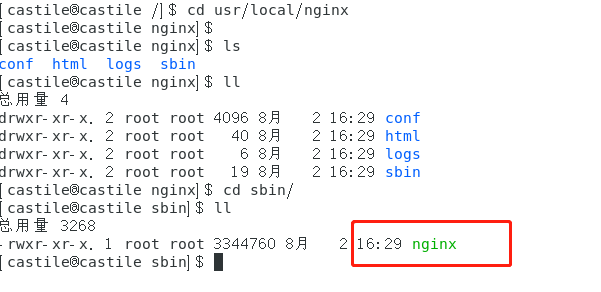 [castile@castile /]$ cd usr/local/nginx
[castile@castile nginx]$
[castile@castile nginx]$ ls
conf  html  logs  sbin
[castile@castile nginx]$ ll
总用量 4
drwxr-xr-x. 2 root root 4096 8月   2 16:29 conf
drwxr-xr-x. 2 root root   40 8月   2 16:29 html
drwxr-xr-x. 2 root root    6 8月   2 16:29 logs
drwxr-xr-x. 2 root root   19 8月   2 16:29 sbin
[castile@castile nginx]$ cd sbin/
[castile@castile sbin]$ ll
总用量 3268
-rwxr-xr-x. 1 root root 3344760 8月   2 16:29 nginx
[castile@castile sbin]$